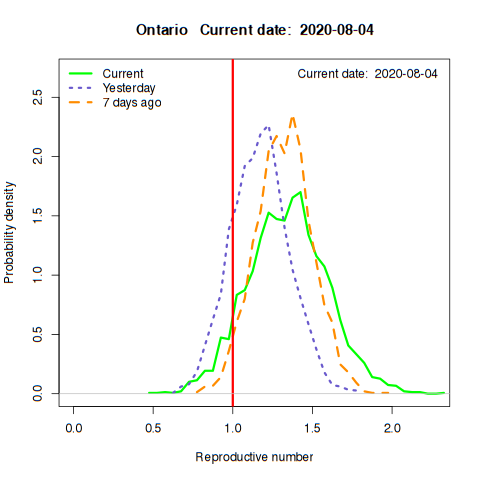 Ontario Current date: 2020-08-04
Current date: 2020-08-04
Current
Yesterday
7 days ago
Probability density
2.5
2.0
1.5
1.0
0.5
0.0
0.0 0.5 1.0 1.5 2.0
Reproductive number